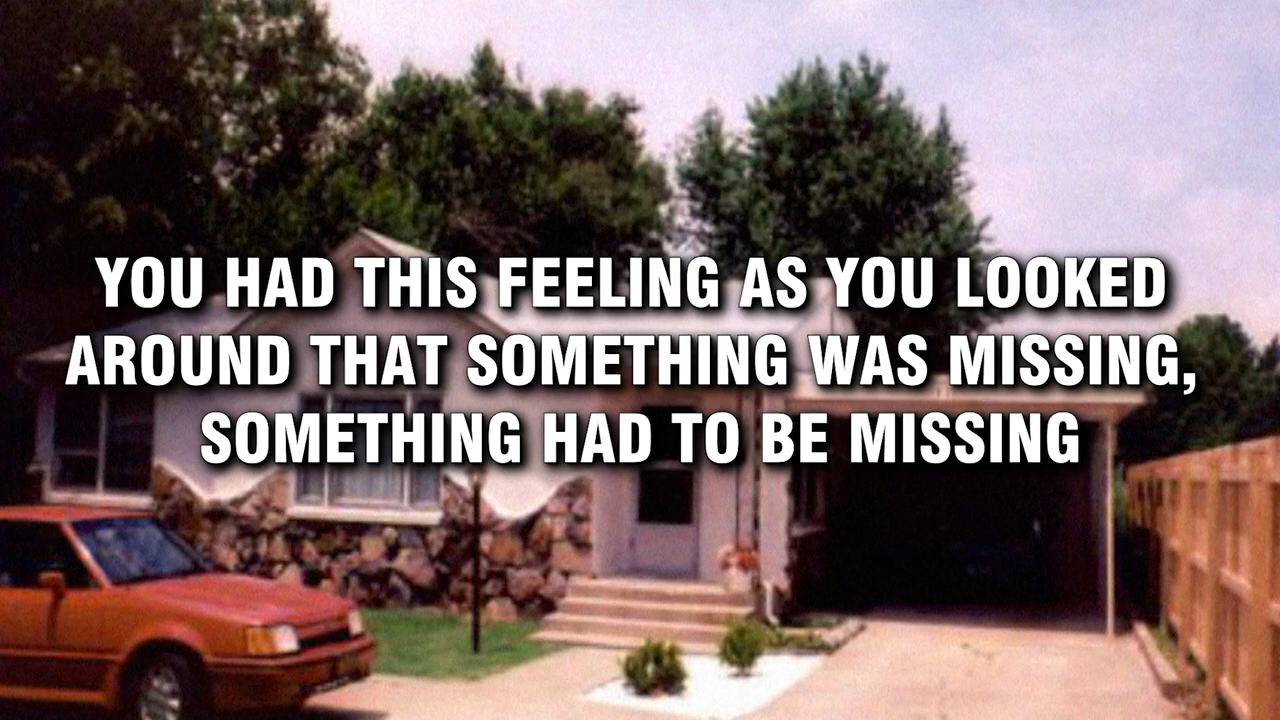 YOU HAD THIS FEELING AS YOU LOOKED
AROUND THAT SOMETHING WAS MISSING,
SOMETHING HAD TO BE MISSING